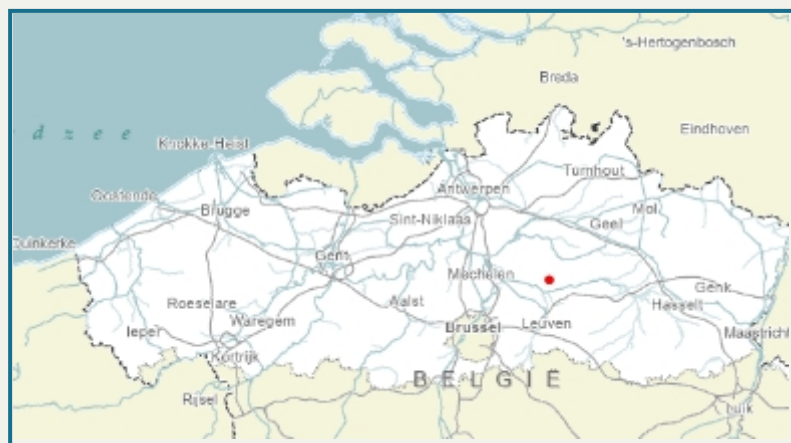 's-Hertogenbosch
Breda
Eindhoven
d z e e
Knokke-Heist
Turnhout
Antwerpen
Oostende
Mol
Brugge
Sint-Niklaas
Geel
Duinkerke
Gent
Mechelen
Genk
Roeselare
Aalst
Hasselt
Ieper
Waregem
Brussel
Leuven
Maastricht
Kortrijk
BELGIË
Rijsel
Luik